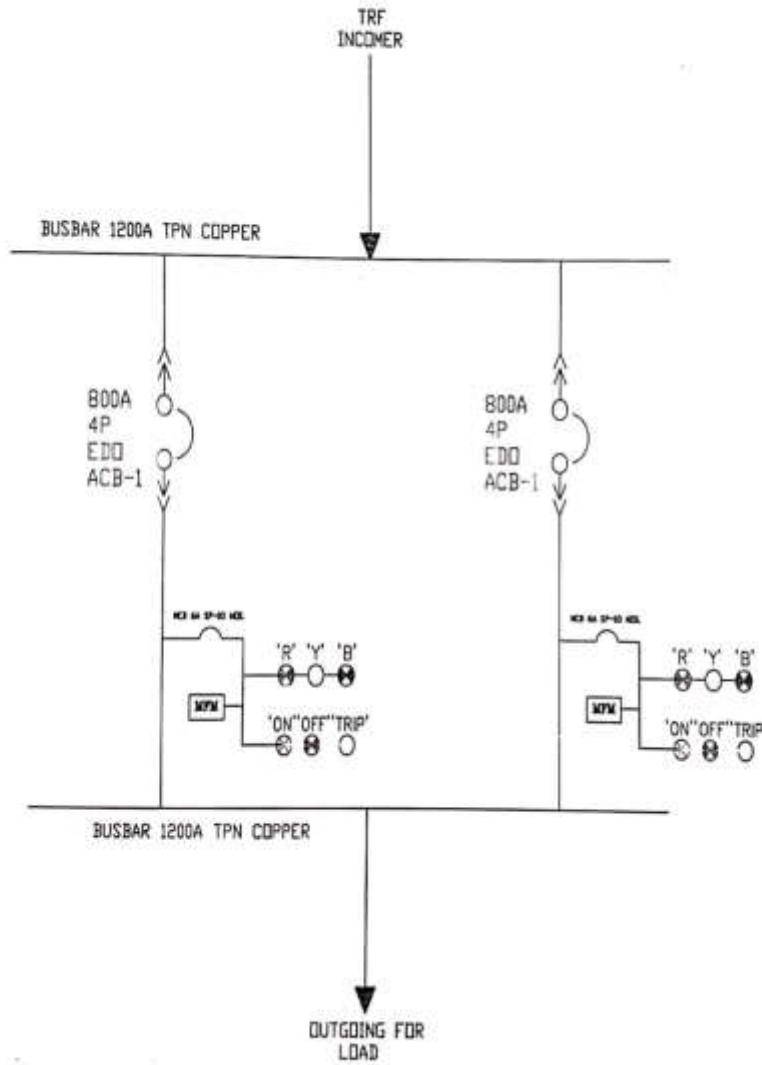 TRF
INCOMER
BUSBAR 1200A TPN COPPER
800A
4P
EDO
ACB-1
800A
4P
EDO
ACB-1
'R' 'Y' 'B'
MFM
'ON' 'OFF' 'TRIP'
'R' 'Y' 'B'
MFM
'ON' 'OFF' 'TRIP
BUSBAR 1200A TPN COPPER
OUTGOING FOR
LOAD